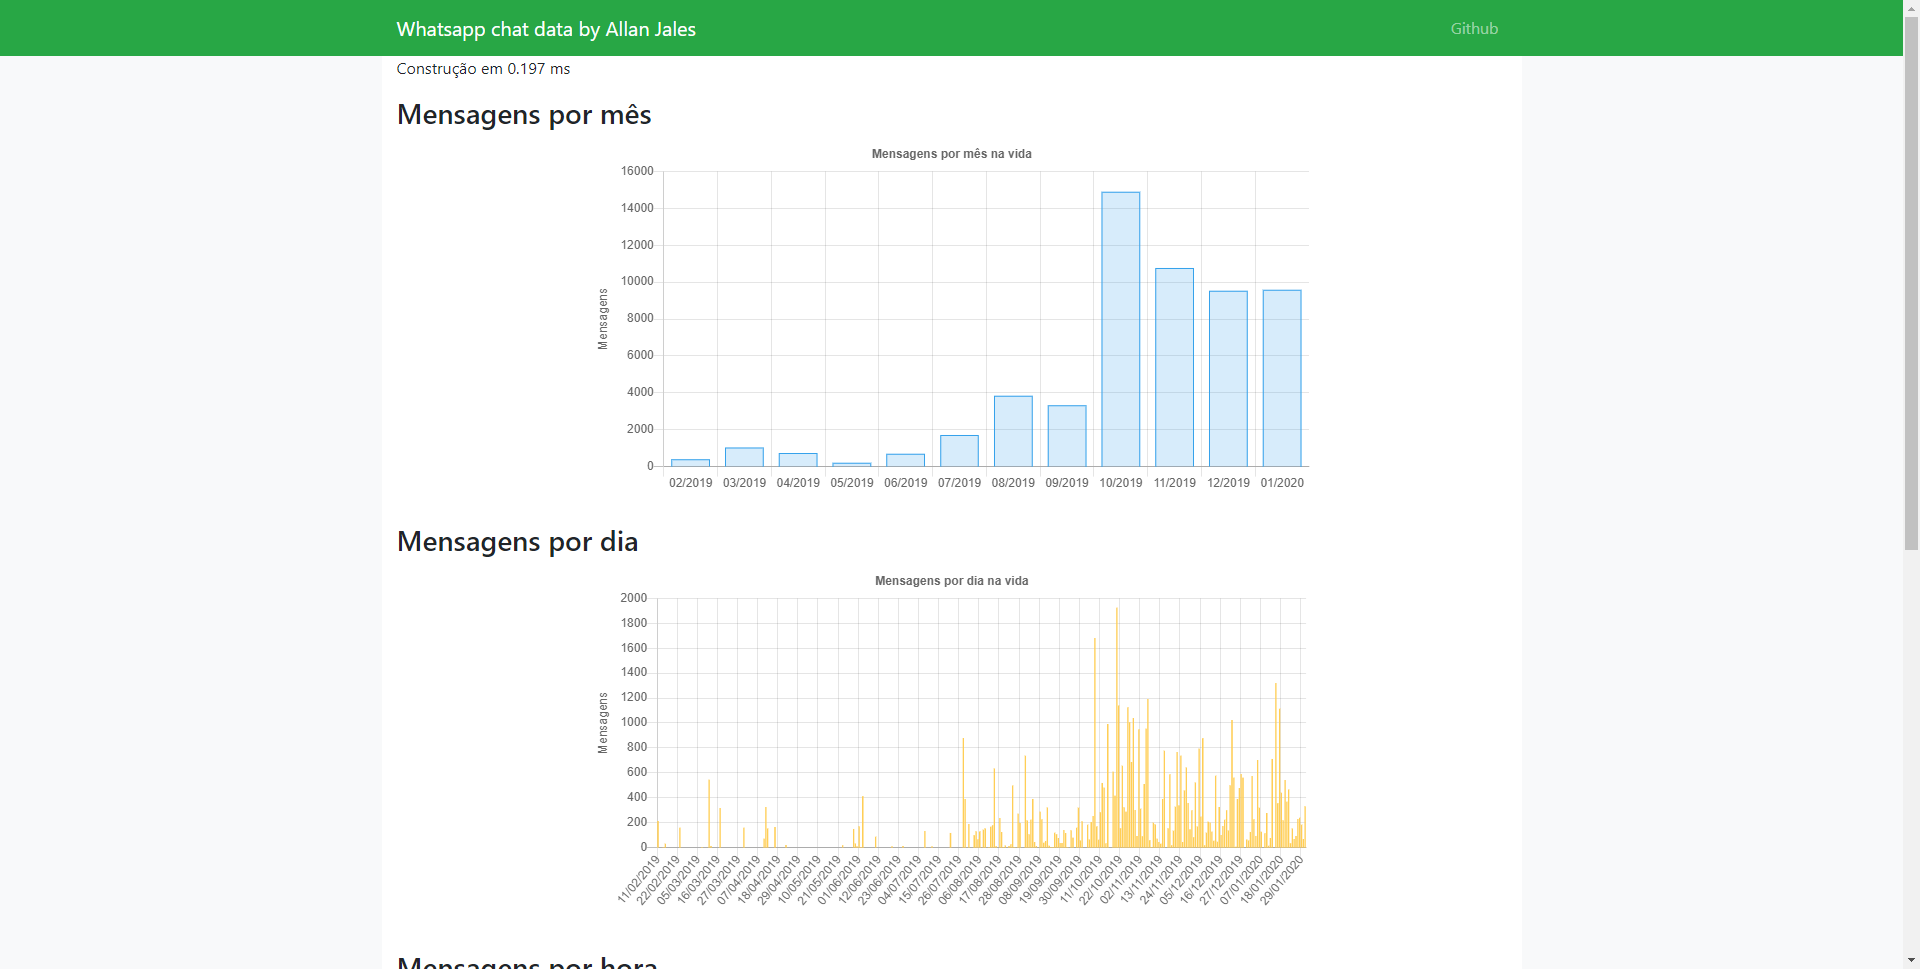 Whatsapp chat data by Allan Jales
Github
Construção em 0.197 ms
Mensagens por mês
Mensagens por mês na vida
16000
14000
12000
10000
8000
6000
4000
2000
0
Mensagens
02/2019 03/2019 04/2019 05/2019 06/2019 07/2019 08/2019 09/2019 10/2019 11/2019 12/2019 01/2020
Mensagens por dia
Mensagens por dia na vida
2000
1800
1600
1400
1200
1000
800
600
400
200
0
Mensagens
11/02/2019 22/02/2019 05/03/2019 16/03/2019 27/03/2019 07/04/2019 18/04/2019 29/04/2019 10/05/2019 21/05/2019 01/06/2019 12/06/2019 23/06/2019 04/07/2019 15/07/2019 26/07/2019 06/08/2019 17/08/2019 28/08/2019 08/09/2019 19/09/2019 30/09/2019 11/10/2019 22/10/2019 02/11/2019 13/11/2019 24/11/2019 05/12/2019 16/12/2019 27/12/2019 07/01/2020 18/01/2020 29/01/2020
Mensagens por hora